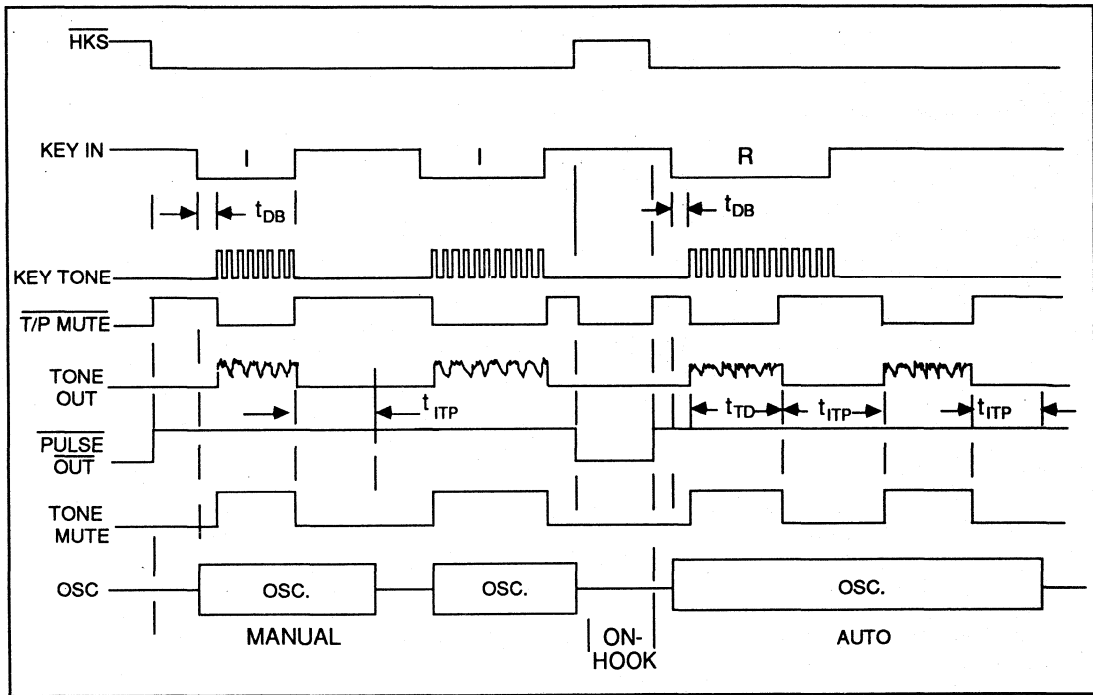 HKS
KEY IN
I
I
R
tDB
tDB
KEY TONE
T/P MUTE
TONE
OUT
tITP
tTD
tITP
tITP
PULSE
OUT
TONE
MUTE
OSC
OSC.
OSC.
OSC.
MANUAL
ON-
HOOK
AUTO